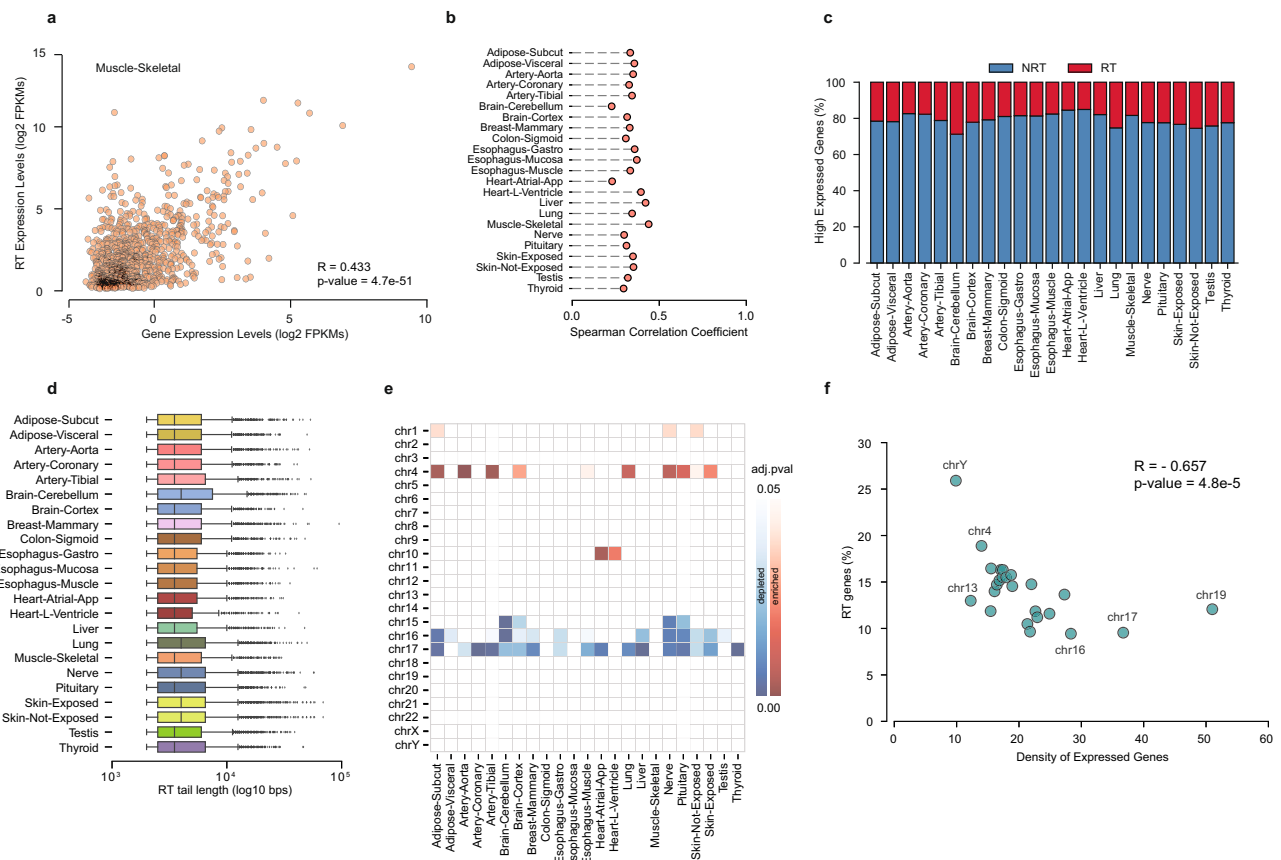 a
15
Muscle-Skeletal
RT Expression Levels (log2 FPKMs)
10
5
0
R = 0.433
p-value = 4.7e-51
-5
0
5
10
Gene Expression Levels (log2 FPKMs)
b
Adipose-Subcut
Adipose-Visceral
Artery-Aorta
Artery-Coronary
Artery-Tibial
Brain-Cerebellum
Brain-Cortex
Breast-Mammary
Colon-Sigmoid
Esophagus-Gastro
Esophagus-Mucosa
Esophagus-Muscle
Heart-Atrial-App
Heart-L-Ventricle
Liver
Lung
Muscle-Skeletal
Nerve
Pituitary
Skin-Exposed
Skin-Not-Exposed
Testis
Thyroid
0.0
0.5
1.0
Spearman Correlation Coefficient
c
NRT
RT
High Expressed Genes (%)
100
80
60
40
20
0
Adipose-Subcut
Adipose-Visceral
Artery-Aorta
Artery-Coronary
Artery-Tibial
Brain-Cerebellum
Brain-Cortex
Breast-Mammary
Colon-Sigmoid
Esophagus-Gastro
Esophagus-Mucosa
Esophagus-Muscle
Heart-Atrial-App
Heart-L-Ventricle
Liver
Lung
Muscle-Skeletal
Nerve
Pituitary
Skin-Exposed
Skin-Not-Exposed
Testis
Thyroid
d
Adipose-Subcut
Adipose-Visceral
Artery-Aorta
Artery-Coronary
Artery-Tibial
Brain-Cerebellum
Brain-Cortex
Breast-Mammary
Colon-Sigmoid
Esophagus-Gastro
sophagus-Mucosa
Esophagus-Muscle
Heart-Atrial-App
Heart-L-Ventricle
Liver
Lung
Muscle-Skeletal
Nerve
Pituitary
Skin-Exposed
Skin-Not-Exposed
Testis
Thyroid
10³
10⁴
10⁵
RT tail length (log10 bps)
e
chr1
chr2
chr3
chr4
chr5
chr6
chr7
chr8
chr9
chr10
chr11
chr12
chr13
chr14
chr15
chr16
chr17
chr18
chr19
chr20
chr21
chr22
chrX
chrY
Adipose-Subcut
Adipose-Visceral
Artery-Aorta
Artery-Coronary
Artery-Tibial
Brain-Cerebellum
Brain-Cortex
Breast-Mammary
Colon-Sigmoid
Esophagus-Gastro
sophagus-Mucosa
Esophagus-Muscle
Heart-Atrial-App
Heart-L-Ventricle
Lung
Liver
Muscle-Skeletal
Nerve
Pituitary
Skin-Not-Exposed
Skin-Exposed
Testis
Thyroid
adj.pval
0.05
depleted
enriched
0.00
f
RT genes (%)
30
25
20
15
10
5
0
R = - 0.657
p-value = 4.8e-5
chrY
chr4
chr13
chr19
chr17
chr16
0
10
20
30
40
50
60
Density of Expressed Genes